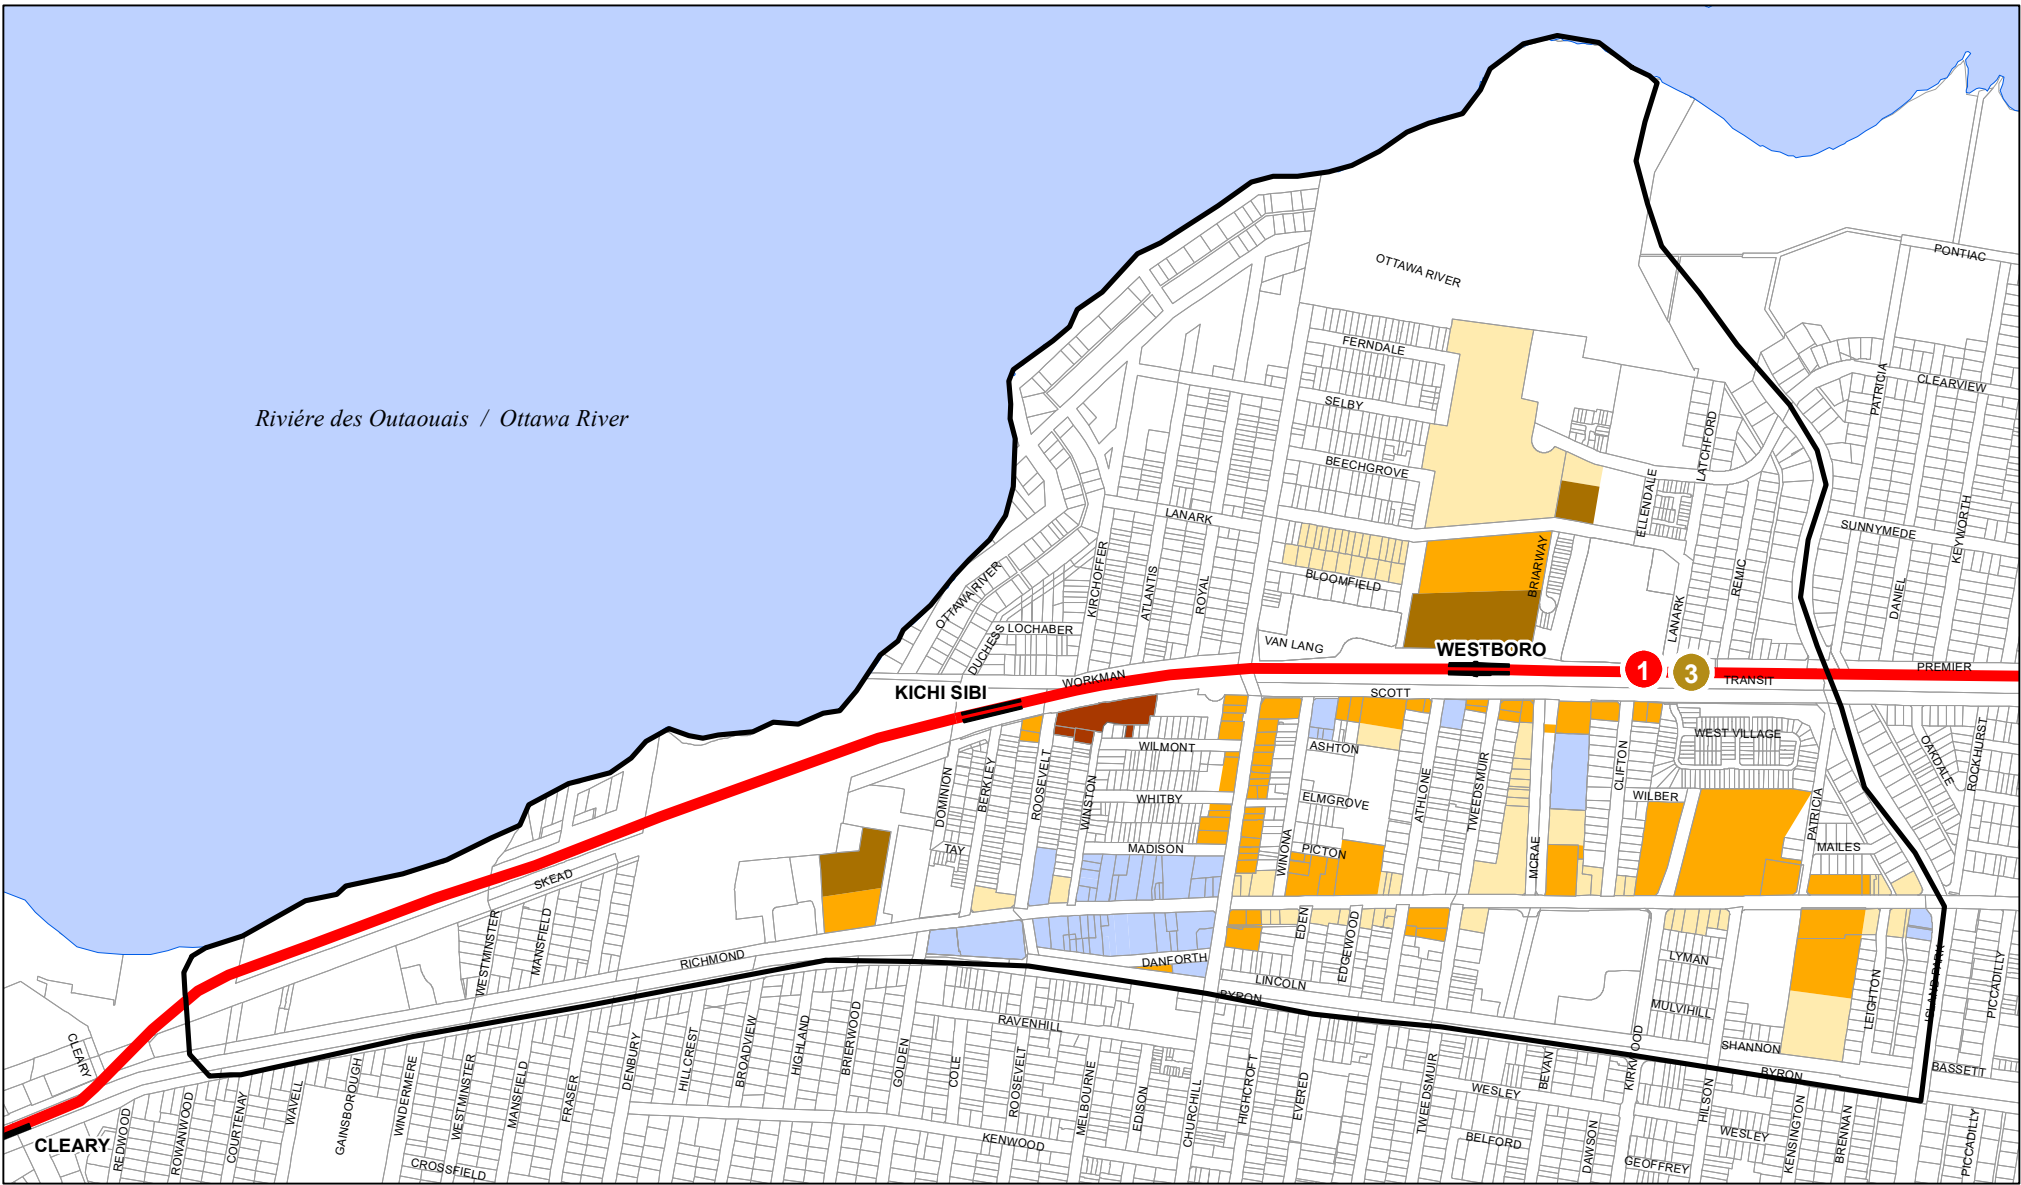 PONTIAC
OTTAWA RIVER
FERNDALE
PATRICIA
CLEARVIEW
SELBY
Riviére des Outaouais / Ottawa River
LATCHFORD
BEECHGROVE
ELLENDALE
LANARK
KEYWORTH
SUNNYMEDE
KIRCHOFFER
ATLANTIS
ROYAL
BLOOMFIELD
BRIARWAY
REMIC
DANIEL
OTTAWA RIVER
LOCHABER
DUCHESS
LANARK
VAN LANG
WESTBORO
1
3
PREMIER
WORKMAN
TRANSIT
KICHI SIBI
SCOTT
WILMONT
ASHTON
WEST VILLAGE
OAKDALE
ROCKHURST
DOMINION
BERKLEY
ROOSEVELT
WINSTON
WHITBY
ELMGROVE
ATHLONE
TWEEDSMUIR
CLIFTON
WILBER
PATRICIA
TAY
MADISON
WINONA
PICTON
MCRAE
MAILES
SKEAD
WESTMINSTER
MANSFIELD
RICHMOND
DANFORTH
EDEN
EDGEWOOD
LYMAN
LINCOLN
BYRON
MULVIHILL
LEIGHTON
ISLAND PARK
PICCADILLY
CLEARY
RAVENHILL
SHANNON
BYRON
BASSETT
KIRKWOOD
REDWOOD
ROWANWOOD
COURTENAY
WAVELL
GAINSBOROUGH
WINDERMERE
WESTMINSTER
MANSFIELD
FRASER
DENBURY
HILLCREST
BROADVIEW
HIGHLAND
BRIERWOOD
GOLDEN
COLE
ROOSEVELT
MELBOURNE
EDISON
CHURCHILL
HIGHCROFT
EVERED
TWEEDSMUIR
WESLEY
BEVAN
HILSON
KENSINGTON
BRENNAN
PICCADILLY
CLEARY
CROSSFIELD
KENWOOD
BELFORD
DAWSON
WESLEY
GEOFFREY